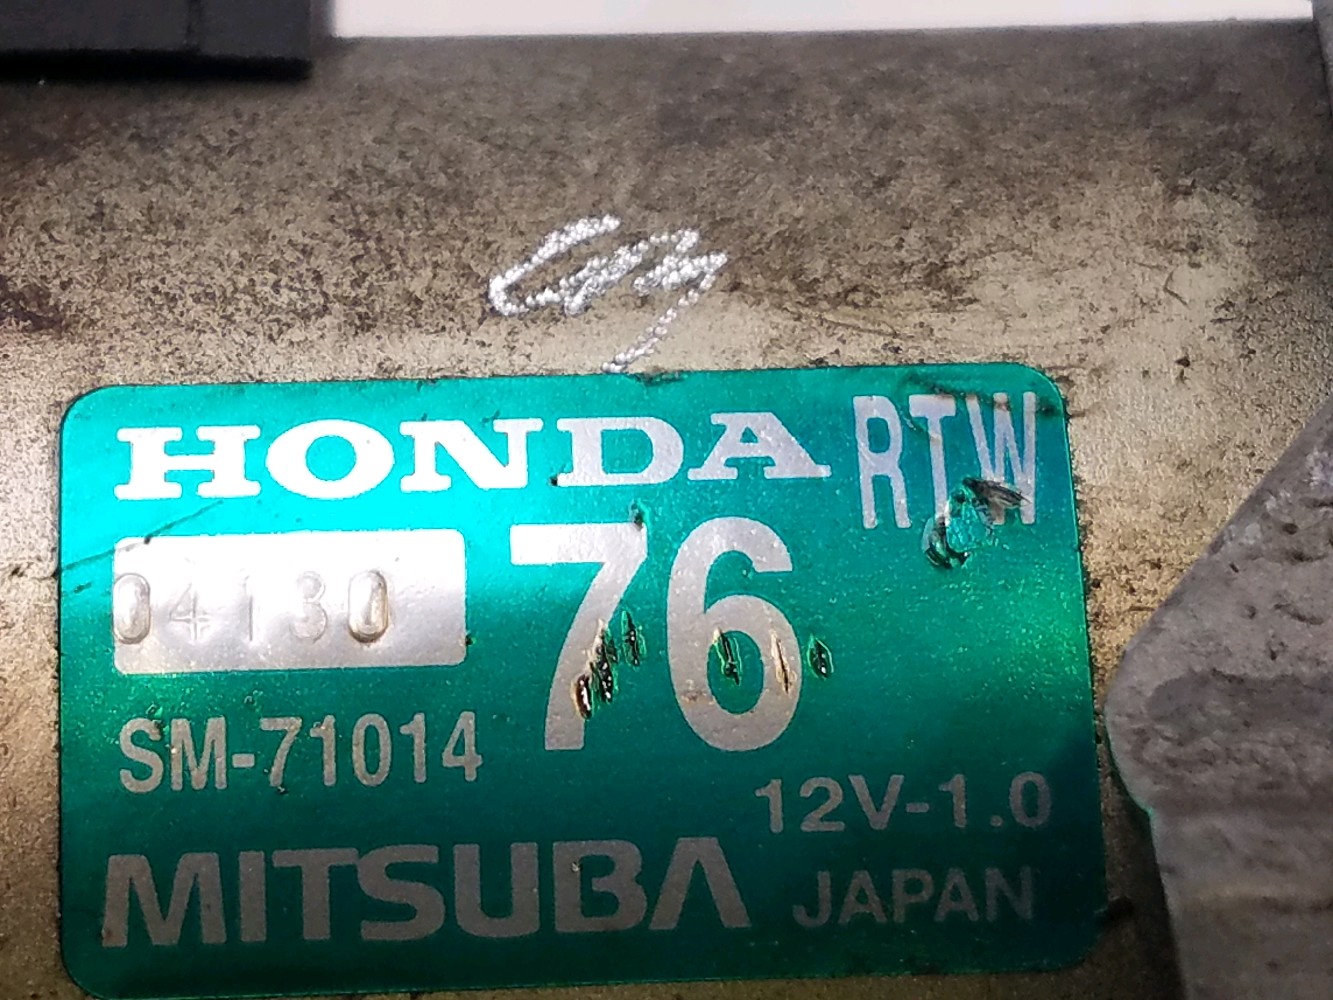 HONDA RTW
04130 76
SM-71014
12V-1.0
MITSUBA JAPAN